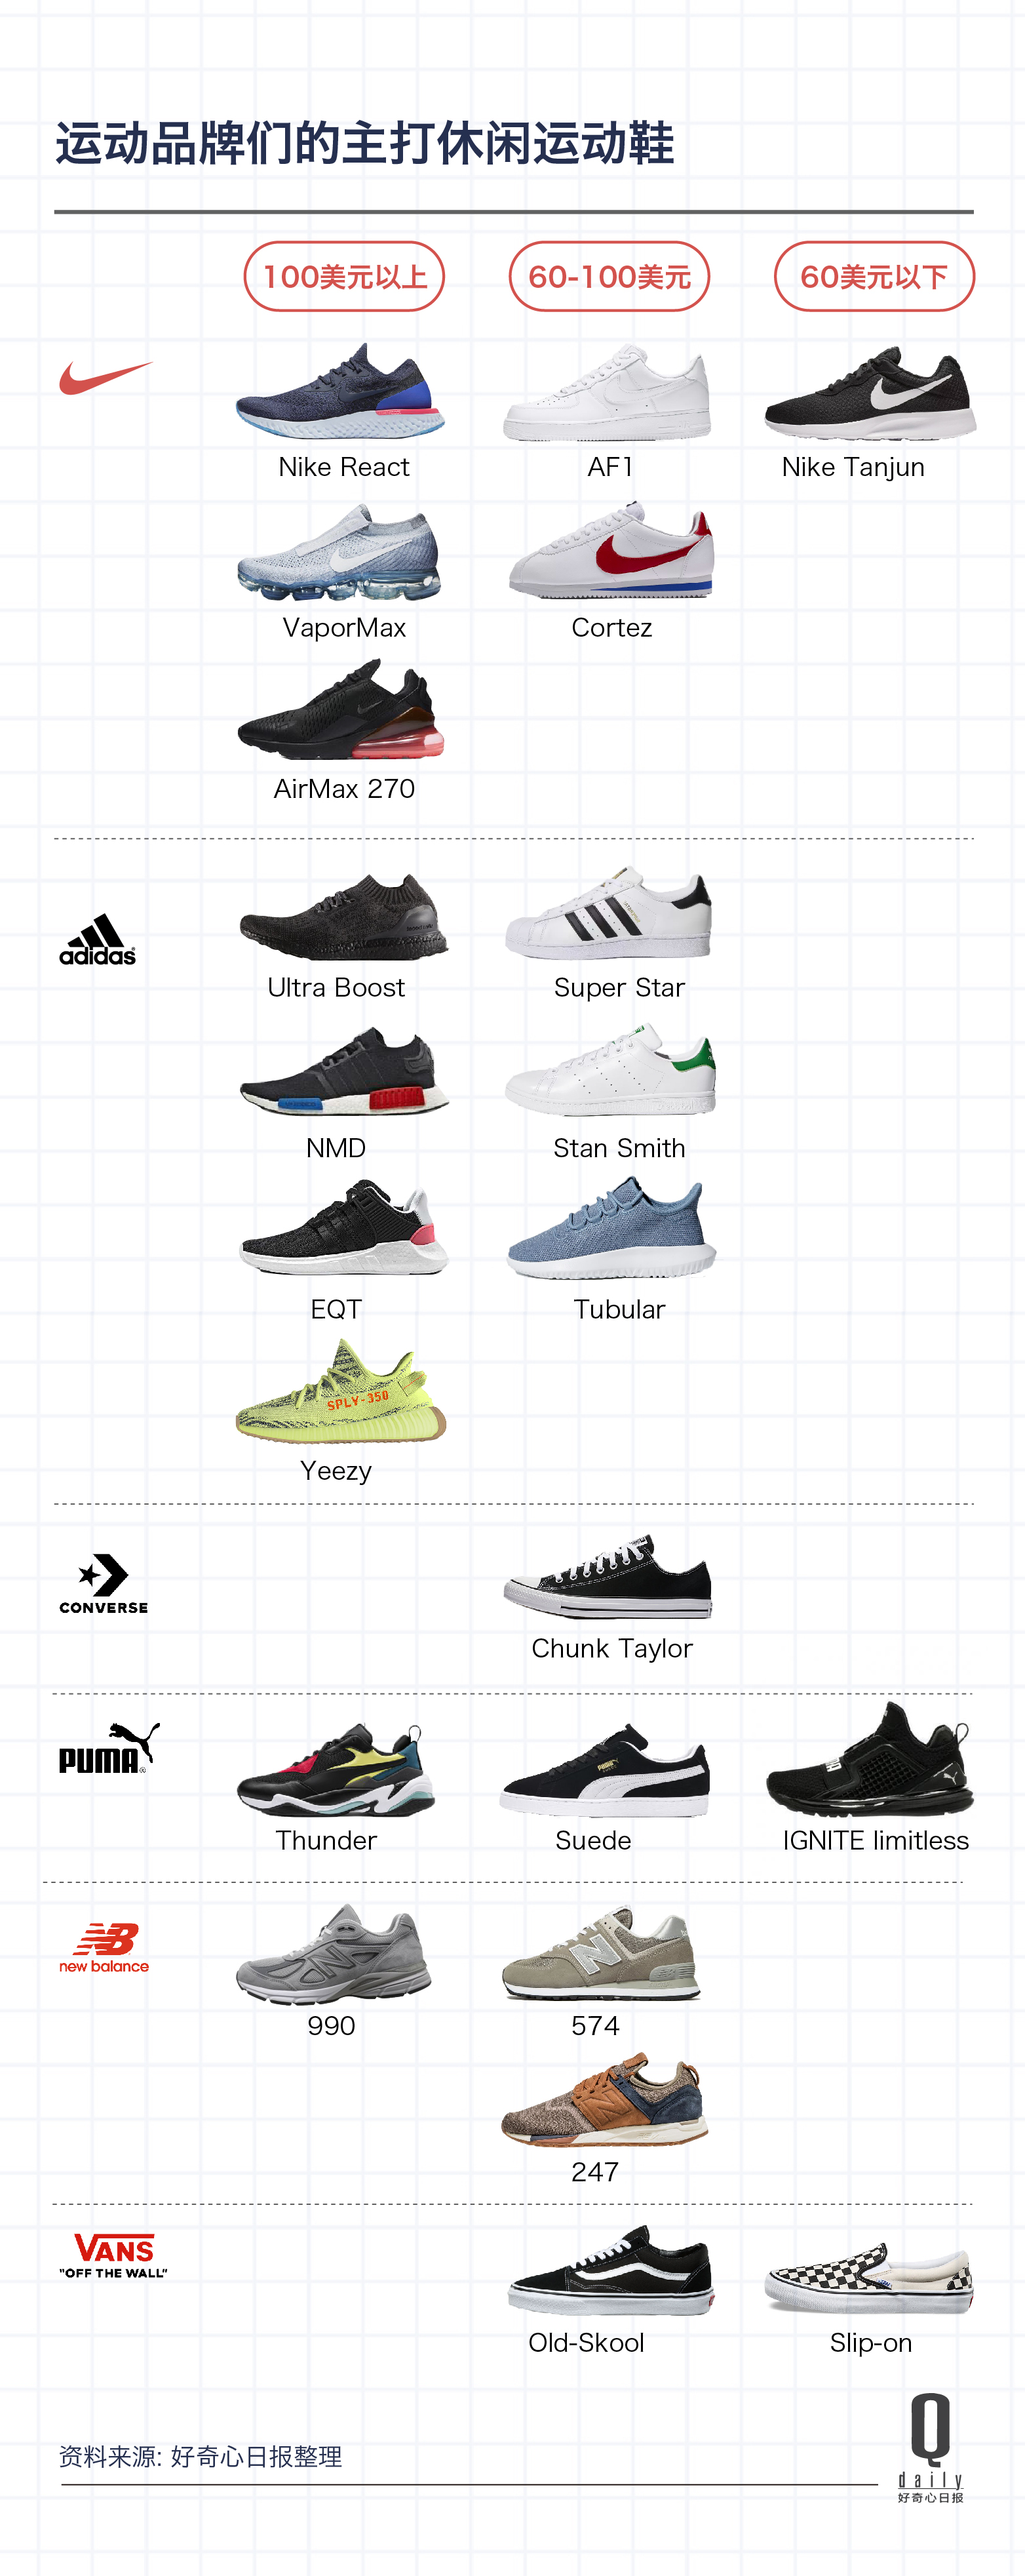 运动品牌们的主打休闲运动鞋
100美元以上 60-100美元 60美元以下
Nike React AF1 Nike Tanjun
VaporMax Cortez
AirMax 270
adidas
Ultra Boost Super Star
NMD Stan Smith
EQT Tubular
SPLY-350
Yeezy
CONVERSE
Chunk Taylor
PUMA
Thunder Suede IGNITE limitless
new balance
990 574
247
VANS
"OFF THE WALL"
Old-Skool Slip-on
资料来源: 好奇心日报整理
Q
daily
好奇心日报